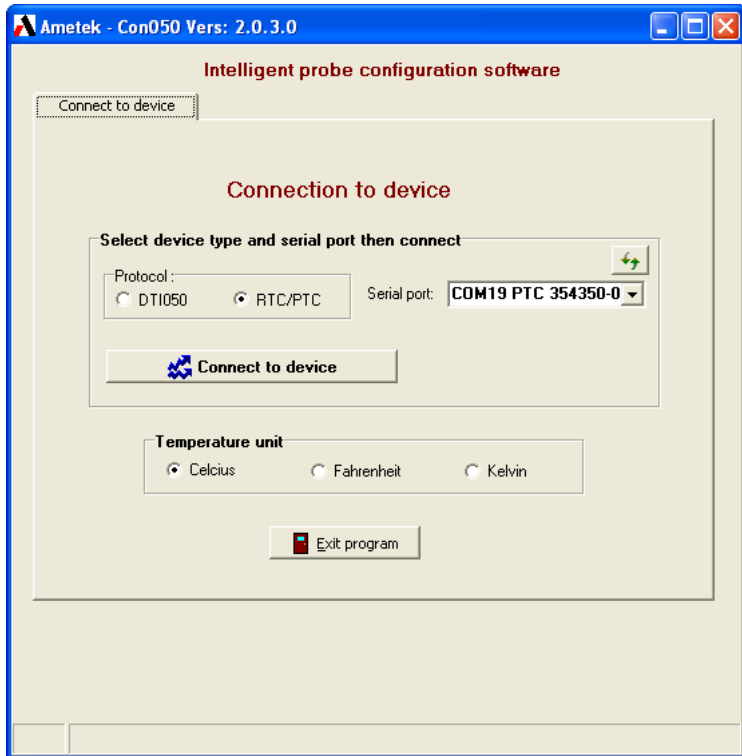 Ametek - Con050 Vers: 2.0.3.0
Intelligent probe configuration software
Connect to device
Connection to device
Select device type and serial port then connect
Protocol :
DTI050 RTC/PTC Serial port: COM19 PTC 354350-0
Connect to device
Temperature unit
Celcius Fahrenheit Kelvin
Exit program